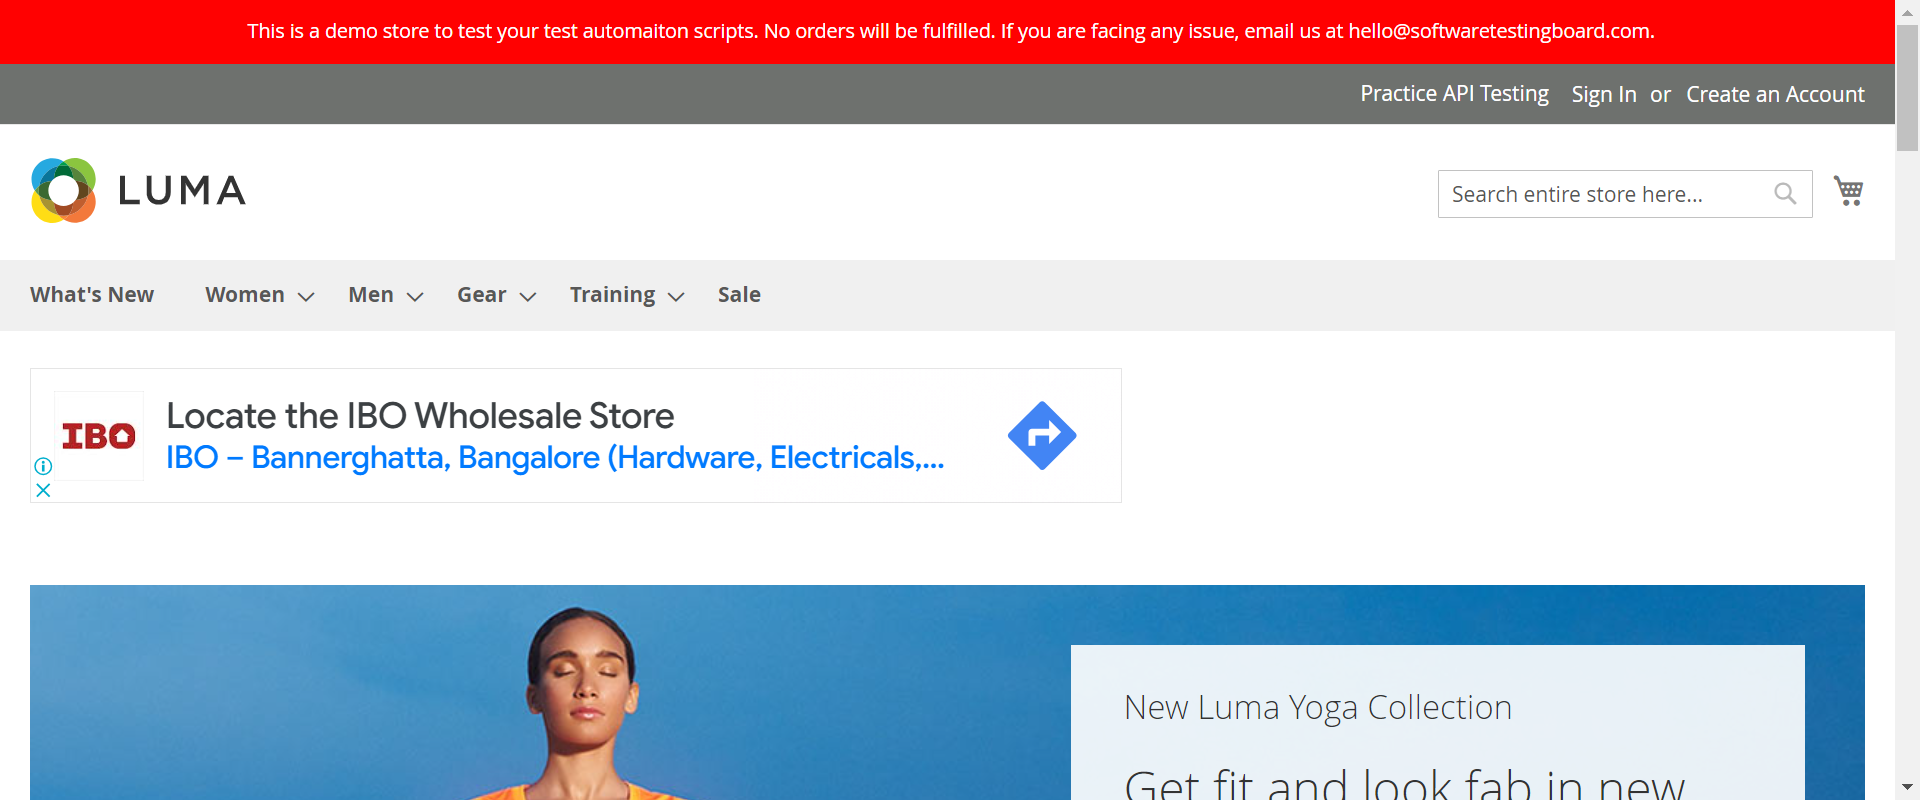 This is a demo store to test your test automaiton scripts. No orders will be fulfilled. If you are facing any issue, email us at hello@softwaretestingboard.com.
Practice API Testing Sign In or Create an Account
LUMA
Search entire store here...
What's New Women Men Gear Training Sale
IBO
Locate the IBO Wholesale Store
IBO – Bannerghatta, Bangalore (Hardware, Electricals,...
New Luma Yoga Collection
Get fit and look fab in new